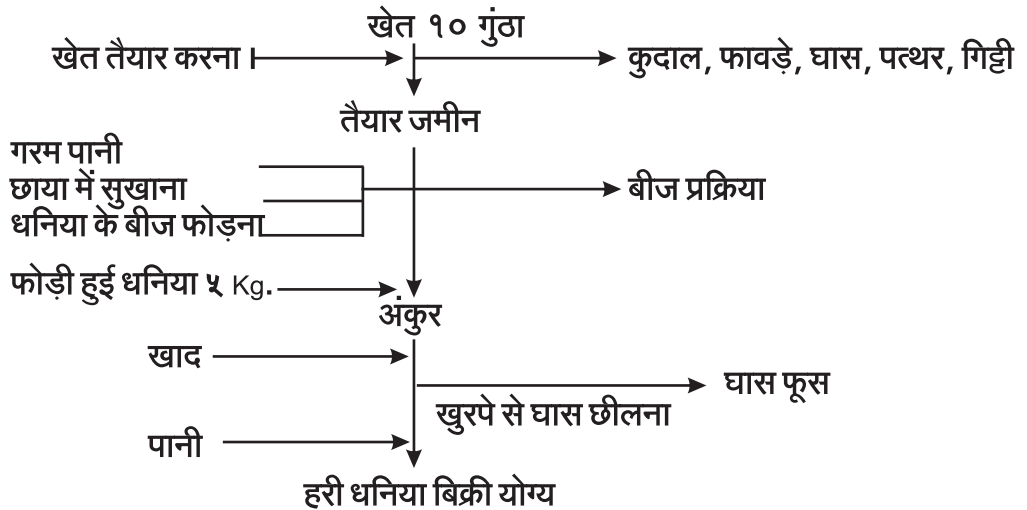 खेत १० गुंठा
खेत तैयार करना
कुदाल, फावड़े, घास, पत्थर, गिट्टी
तैयार जमीन
गरम पानी
छाया में सुखाना
बीज प्रक्रिया
धनिया के बीज फोड़ना
फोड़ी हुई धनिया ५ Kg.
अंकुर
खाद
घास फूस
खुरपे से घास छीलना
पानी
हरी धनिया बिक्री योग्य